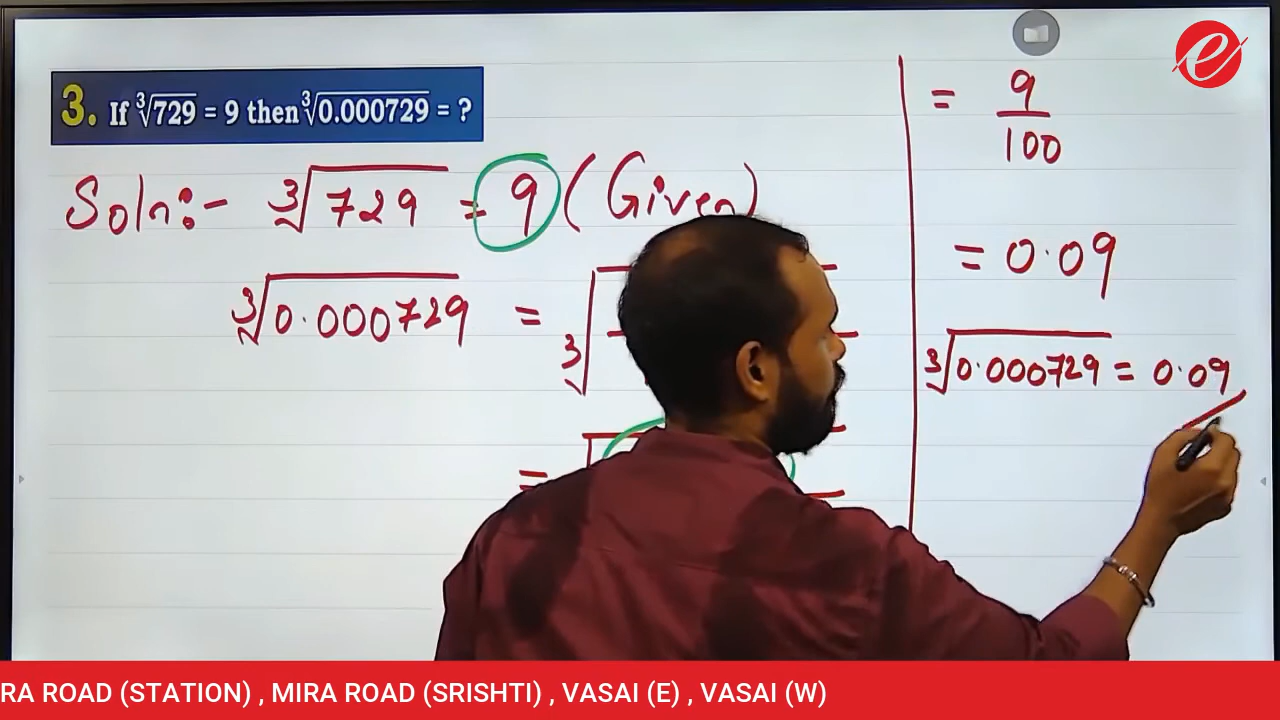 3. If ∛729 = 9 then ∛0.000729 = ?
Soln:- ∛729 = 9 (Given)
∛0.000729 = ∛
=
= 9/100
= 0.09
∛0.000729 = 0.09
RA ROAD (STATION) , MIRA ROAD (SRISHTI) , VASAI (E) , VASAI (W)